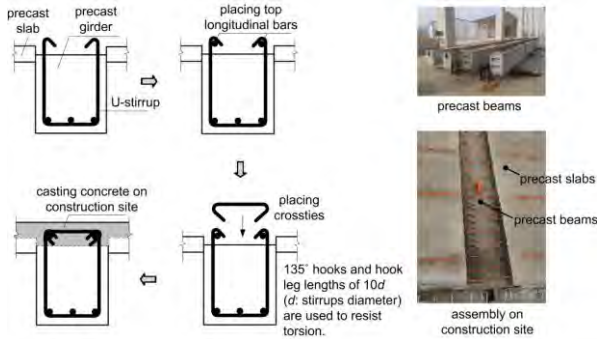 precast
slab
precast
girder
U-stirrup
placing top
longitudinal bars
precast beams
casting concrete on
construction site
placing
crossties
135° hooks and hook
leg lengths of 10d
(d: stirrups diameter)
are used to resist
torsion.
precast slabs
precast beams
assembly on
construction site